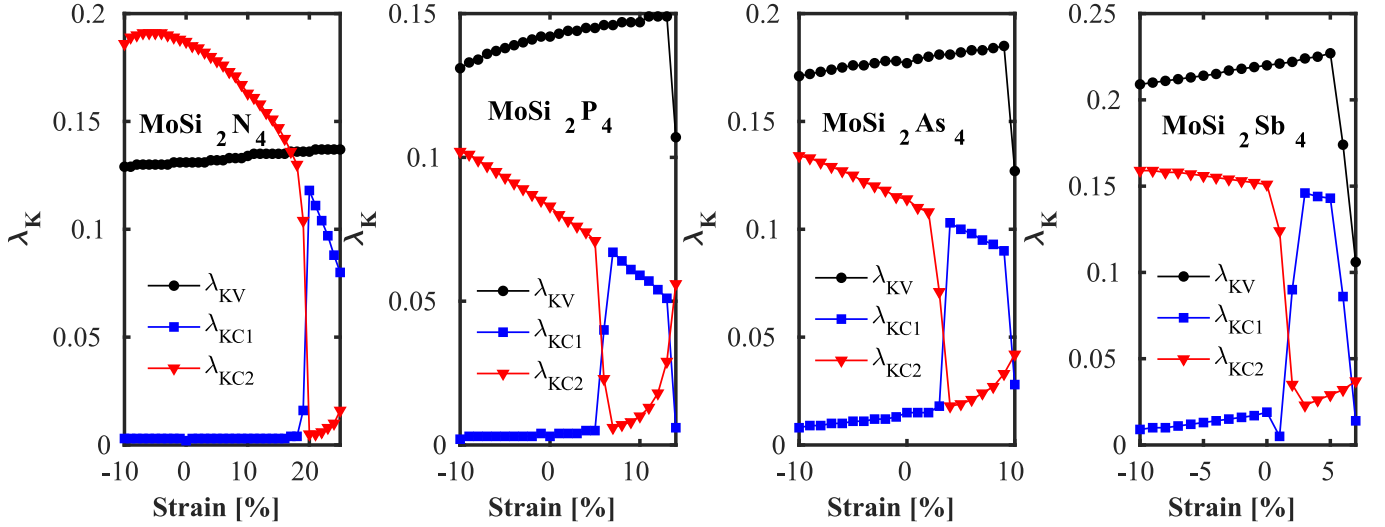 0.2
0.15
0.1
0.05
0
-10 0 10 20
Strain [%]
λK
MoSi 2 N 4
λKV
λKC1
λKC2
0.15
0.1
0.05
0
-10 0 10
Strain [%]
λK
MoSi 2 P 4
λKV
λKC1
λKC2
0.2
0.15
0.1
0.05
0
-10 0 10
Strain [%]
λK
MoSi 2 As 4
λKV
λKC1
λKC2
0.25
0.2
0.15
0.1
0.05
0
-10 -5 0 5
Strain [%]
λK
MoSi 2 Sb 4
λKV
λKC1
λKC2